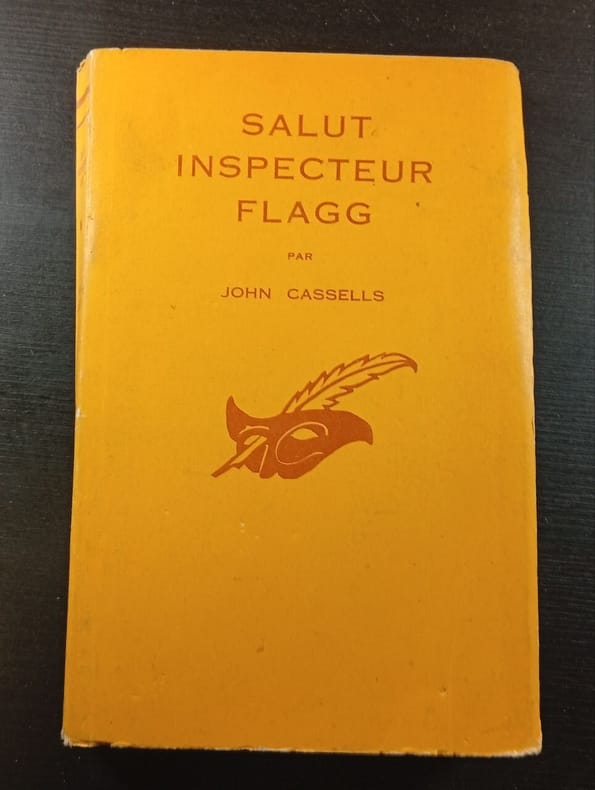 SALUT
INSPECTEUR
FLAGG
PAR
JOHN CASSELLS